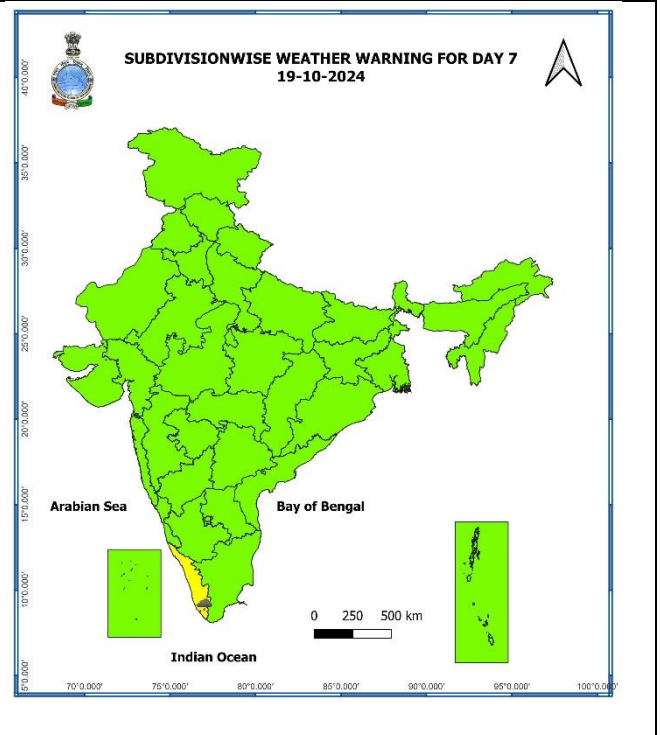 SUBDIVISIONWISE WEATHER WARNING FOR DAY 7
19-10-2024
40°0.000'
35°0.000'
30°0.000'
25°0.000'
20°0.000'
15°0.000'
10°0.000'
5°0.000'
Arabian Sea
Bay of Bengal
0 250 500 km
Indian Ocean
70°0.000' 75°0.000' 80°0.000' 85°0.000' 90°0.000' 95°0.000' 100°0.000'